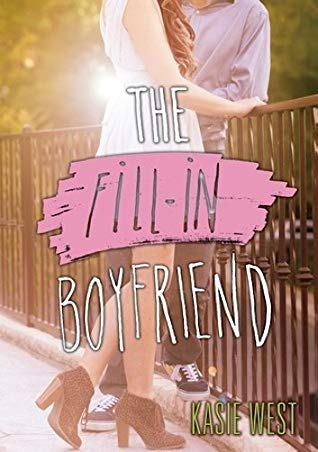 THE
FILL-IN
BOYFRIEND
KASIE WEST